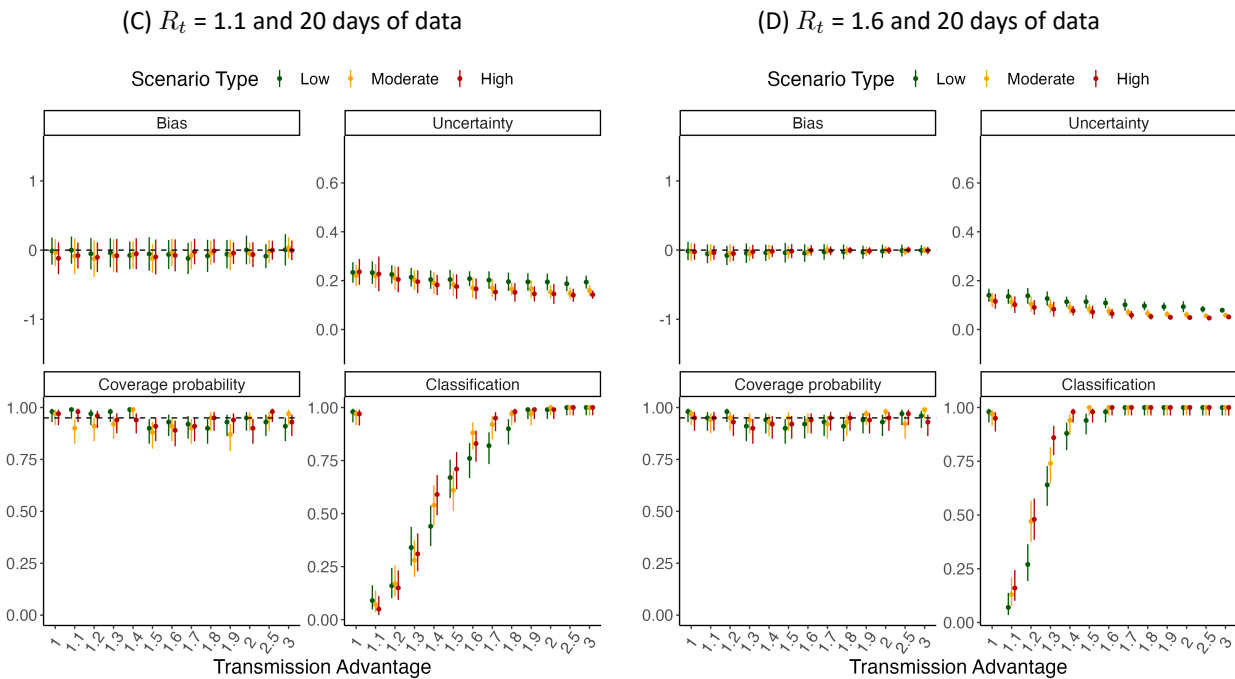 (C) R_t = 1.1 and 20 days of data
Scenario Type Low Moderate High
Bias
Uncertainty
1
0
-1
0.6
0.4
0.2
0.0
Coverage probability
Classification
1.00
0.75
0.50
0.25
0.00
1.00
0.75
0.50
0.25
0.00
1 1.1 1.2 1.3 1.4 1.5 1.6 1.7 1.8 1.9 2 2.5 3
1 1.1 1.2 1.3 1.4 1.5 1.6 1.7 1.8 1.9 2 2.5 3
Transmission Advantage
(D) R_t = 1.6 and 20 days of data
Scenario Type Low Moderate High
Bias
Uncertainty
1
0
-1
0.6
0.4
0.2
0.0
Coverage probability
Classification
1.00
0.75
0.50
0.25
0.00
1.00
0.75
0.50
0.25
0.00
1 1.1 1.2 1.3 1.4 1.5 1.6 1.7 1.8 1.9 2 2.5 3
1 1.1 1.2 1.3 1.4 1.5 1.6 1.7 1.8 1.9 2 2.5 3
Transmission Advantage